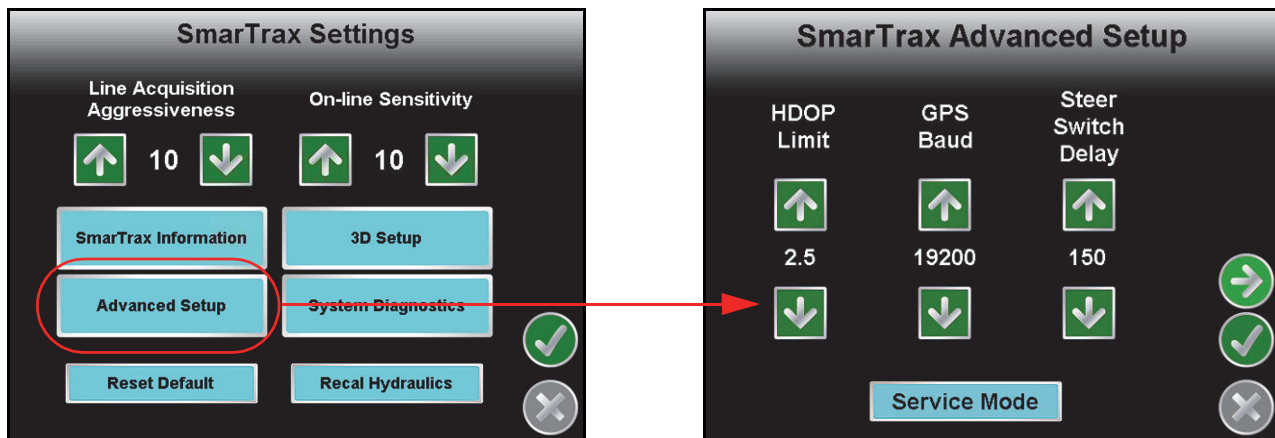 SmarTrax Settings
Line Acquisition
Aggressiveness
On-line Sensitivity
10
10
SmarTrax Information
3D Setup
Advanced Setup
System Diagnostics
Reset Default
Recal Hydraulics
SmarTrax Advanced Setup
HDOP
Limit
GPS
Baud
Steer
Switch
Delay
2.5
19200
150
Service Mode